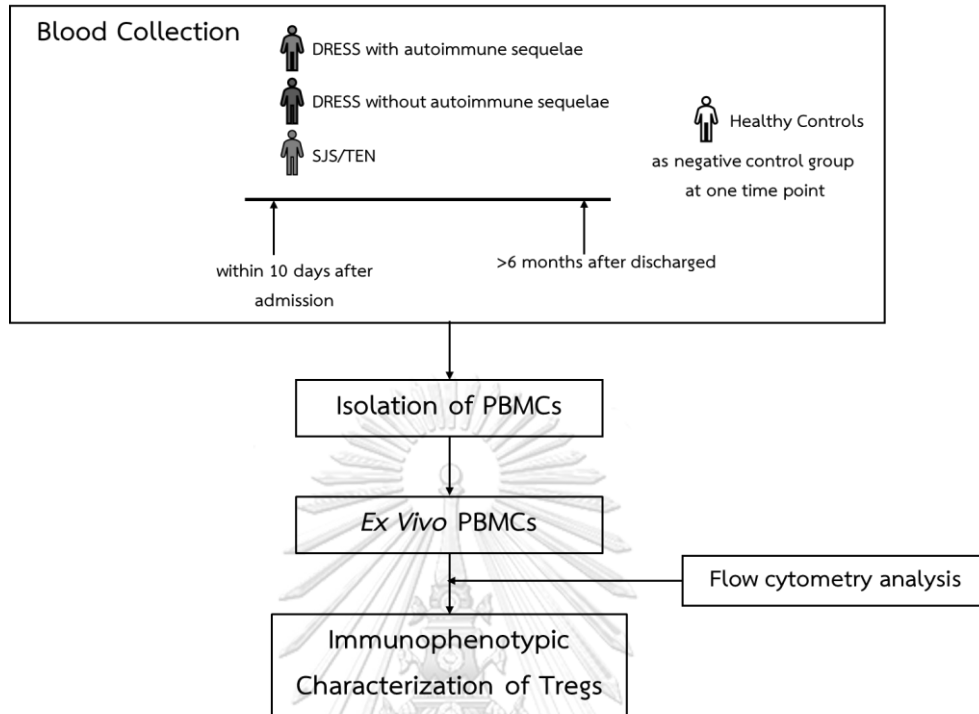 Blood Collection
DRESS with autoimmune sequelae
DRESS without autoimmune sequelae
SJS/TEN
Healthy Controls
as negative control group
at one time point
within 10 days after
admission
>6 months after discharged
Isolation of PBMCs
Ex Vivo PBMCs
Flow cytometry analysis
Immunophenotypic
Characterization of Tregs